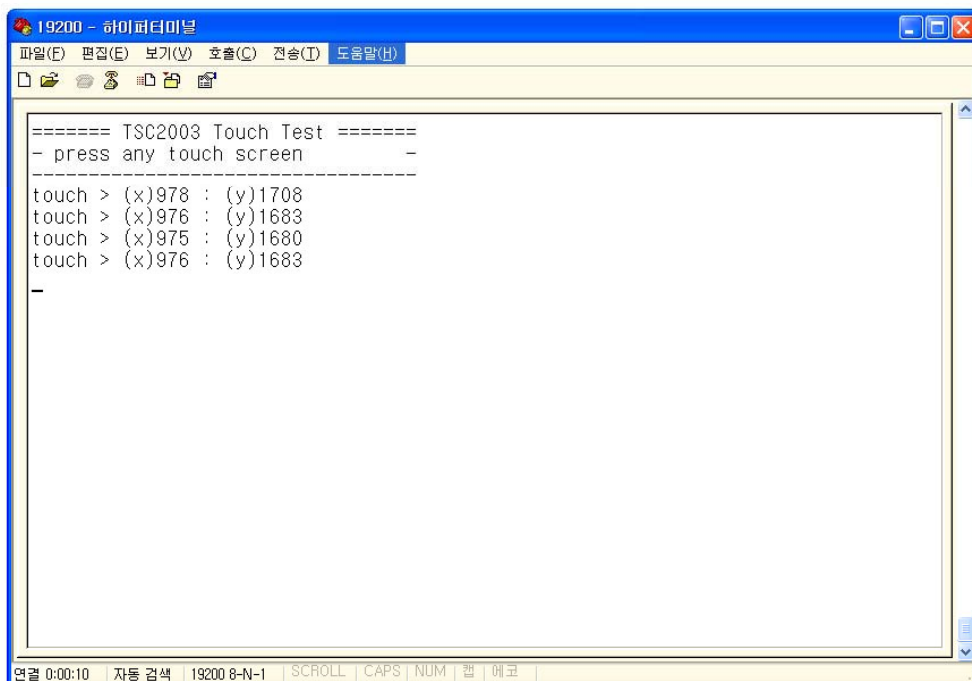 19200 - 하이퍼터미널
파일(F) 편집(E) 보기(V) 호출(C) 전송(T) 도움말(H)
======= TSC2003 Touch Test =======
- press any touch screen -
----------------------------------
touch > (x)978 : (y)1708
touch > (x)976 : (y)1683
touch > (x)975 : (y)1680
touch > (x)976 : (y)1683
_
연결 0:00:10 자동 검색 19200 8-N-1 SCROLL CAPS NUM 캡 에코